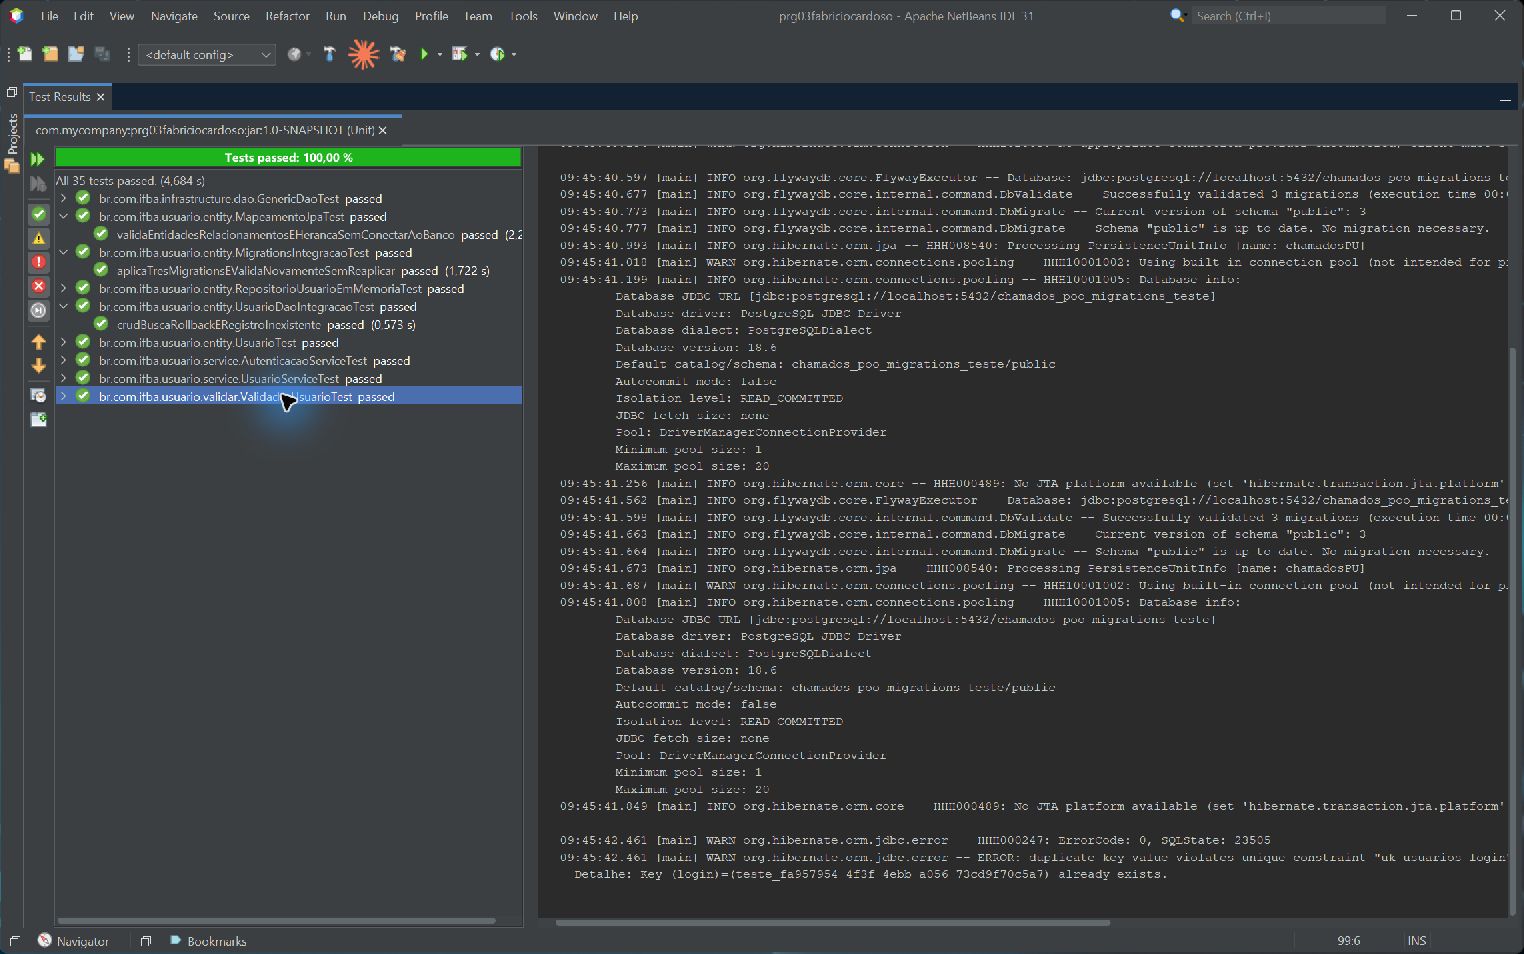 File Edit View Navigate Source Refactor Run Debug Profile Team Tools Window Help
prg03fabriciocardoso - Apache NetBeans IDE 31
Search (Ctrl+I)
<default config>
Projects
Test Results
com.mycompany:prg03fabriciocardoso:jar:1.0-SNAPSHOT (Unit)
Tests passed: 100,00 %
All 35 tests passed. (4,684 s)
br.com.ifba.infrastructure.dao.GenericDaoTest passed
br.com.ifba.usuario.entity.MapeamentoJpaTest passed
validaEntidadesRelacionamentosEHerancaSemConectarAoBanco passed (2,2
br.com.ifba.usuario.entity.MigrationsIntegracaoTest passed
aplicaTresMigrationsEValidaNovamenteSemReaplicar passed (1,722 s)
br.com.ifba.usuario.entity.RepositorioUsuarioEmMemoriaTest passed
br.com.ifba.usuario.entity.UsuarioDaoIntegracaoTest passed
crudBuscaRollbackERegistroInexistente passed (0,573 s)
br.com.ifba.usuario.entity.UsuarioTest passed
br.com.ifba.usuario.service.AutenticacaoServiceTest passed
br.com.ifba.usuario.service.UsuarioServiceTest passed
br.com.ifba.usuario.validar.Validad UsuarioTest passed
09:45:40.597 [main] INFO org.flywaydb.core.FlywayExecutor -- Database: jdbc:postgresql://localhost:5432/chamados_poo_migrations_te
09:45:40.677 [main] INFO org.flywaydb.core.internal.command.DbValidate -- Successfully validated 3 migrations (execution time 00:
09:45:40.773 [main] INFO org.flywaydb.core.internal.command.DbMigrate -- Current version of schema "public": 3
09:45:40.777 [main] INFO org.flywaydb.core.internal.command.DbMigrate -- Schema "public" is up to date. No migration necessary.
09:45:40.993 [main] INFO org.hibernate.orm.jpa -- HHH008540: Processing PersistenceUnitInfo [name: chamadosPU]
09:45:41.018 [main] WARN org.hibernate.orm.connections.pooling -- HHH10001002: Using built-in connection pool (not intended for p
09:45:41.199 [main] INFO org.hibernate.orm.connections.pooling -- HHH10001005: Database info:
Database JDBC URL [jdbc:postgresql://localhost:5432/chamados_poo_migrations_teste]
Database driver: PostgreSQL JDBC Driver
Database dialect: PostgreSQLDialect
Database version: 18.6
Default catalog/schema: chamados_poo_migrations_teste/public
Autocommit mode: false
Isolation level: READ_COMMITTED
JDBC fetch size: none
Pool: DriverManagerConnectionProvider
Minimum pool size: 1
Maximum pool size: 20
09:45:41.256 [main] INFO org.hibernate.orm.core -- HHH000489: No JTA platform available (set 'hibernate.transaction.jta.platform'
09:45:41.562 [main] INFO org.flywaydb.core.FlywayExecutor -- Database: jdbc:postgresql://localhost:5432/chamados_poo_migrations_te
09:45:41.598 [main] INFO org.flywaydb.core.internal.command.DbValidate -- Successfully validated 3 migrations (execution time 00:
09:45:41.663 [main] INFO org.flywaydb.core.internal.command.DbMigrate -- Current version of schema "public": 3
09:45:41.664 [main] INFO org.flywaydb.core.internal.command.DbMigrate -- Schema "public" is up to date. No migration necessary.
09:45:41.673 [main] INFO org.hibernate.orm.jpa -- HHH008540: Processing PersistenceUnitInfo [name: chamadosPU]
09:45:41.687 [main] WARN org.hibernate.orm.connections.pooling -- HHH10001002: Using built-in connection pool (not intended for p
09:45:41.808 [main] INFO org.hibernate.orm.connections.pooling -- HHH10001005: Database info:
Database JDBC URL [jdbc:postgresql://localhost:5432/chamados_poo_migrations_teste]
Database driver: PostgreSQL JDBC Driver
Database dialect: PostgreSQLDialect
Database version: 18.6
Default catalog/schema: chamados_poo_migrations_teste/public
Autocommit mode: false
Isolation level: READ_COMMITTED
JDBC fetch size: none
Pool: DriverManagerConnectionProvider
Minimum pool size: 1
Maximum pool size: 20
09:45:41.849 [main] INFO org.hibernate.orm.core -- HHH000489: No JTA platform available (set 'hibernate.transaction.jta.platform'
09:45:42.461 [main] WARN org.hibernate.orm.jdbc.error -- HHH000247: ErrorCode: 0, SQLState: 23505
09:45:42.461 [main] WARN org.hibernate.orm.jdbc.error -- ERROR: duplicate key value violates unique constraint "uk_usuarios_login"
Detalhe: Key (login)=(teste_fa957954-4f3f-4ebb-a056-73cd9f70c5a7) already exists.
Navigator
Bookmarks
99:6
INS